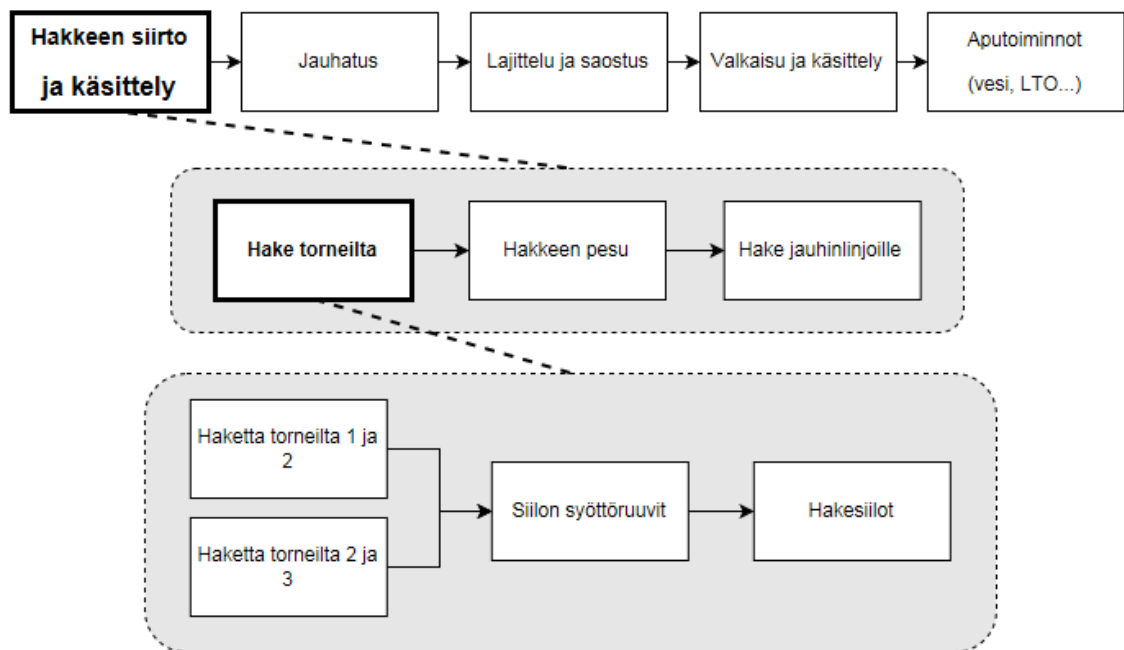 Hakkeen siirto
ja käsittely
Jauhatus
Lajittelu ja saostus
Valkaisu ja käsittely
Aputoiminnot
(vesi, LTO...)
Hake torneilta
Hakkeen pesu
Hake jauhinlinjoille
Haketta torneilta 1 ja
2
Haketta torneilta 2 ja
3
Siilon syöttöruuvit
Hakesiilot